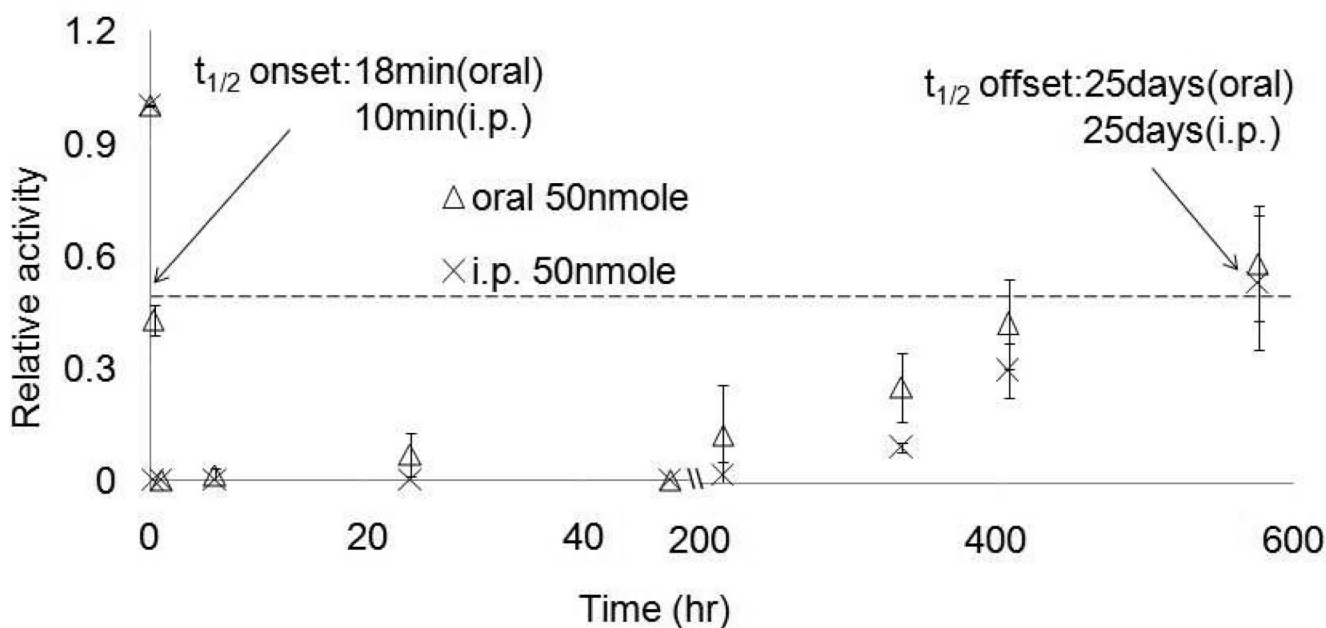 1.2
t1/2 onset:18min(oral)
10min(i.p.)
t1/2 offset:25days(oral)
25days(i.p.)
0.9
Relative activity
oral 50nmole
0.6
i.p. 50nmole
0.3
0
0 20 40 200 400 600
Time (hr)